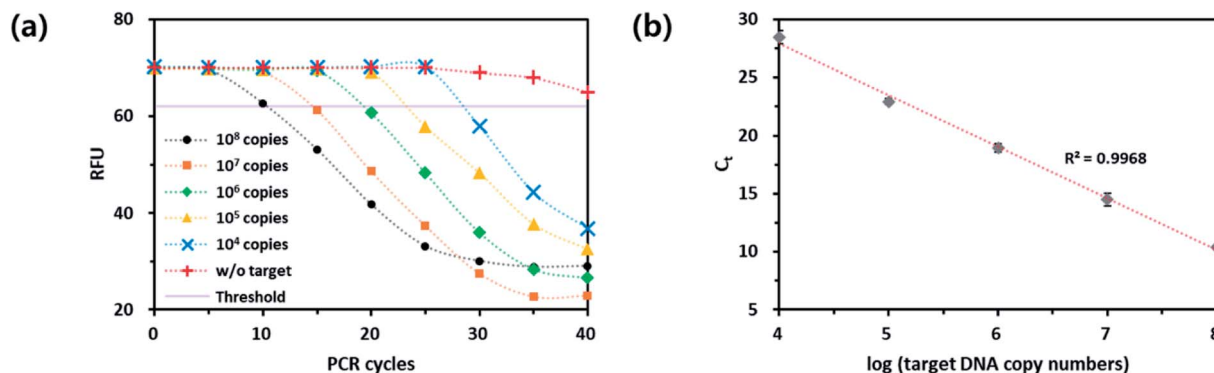 (a)
80
60
40
20
RFU
10⁸ copies
10⁷ copies
10⁶ copies
10⁵ copies
10⁴ copies
w/o target
Threshold
0 10 20 30 40
PCR cycles
(b)
30
25
20
15
10
5
Cₜ
R² = 0.9968
4 5 6 7 8
log (target DNA copy numbers)